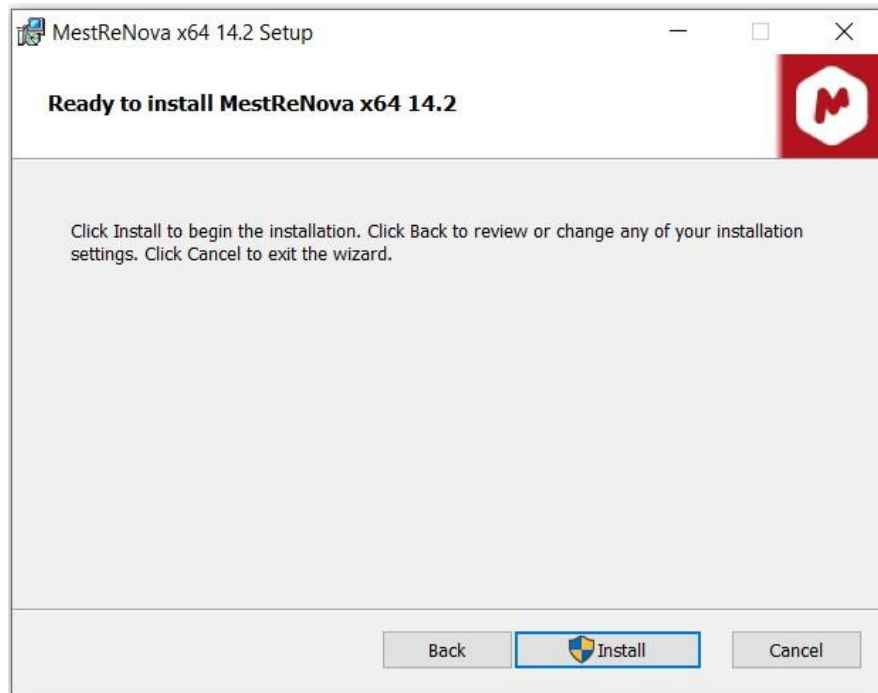 MestReNova x64 14.2 Setup
Ready to install MestReNova x64 14.2
Click Install to begin the installation. Click Back to review or change any of your installation
settings. Click Cancel to exit the wizard.
Back Install Cancel